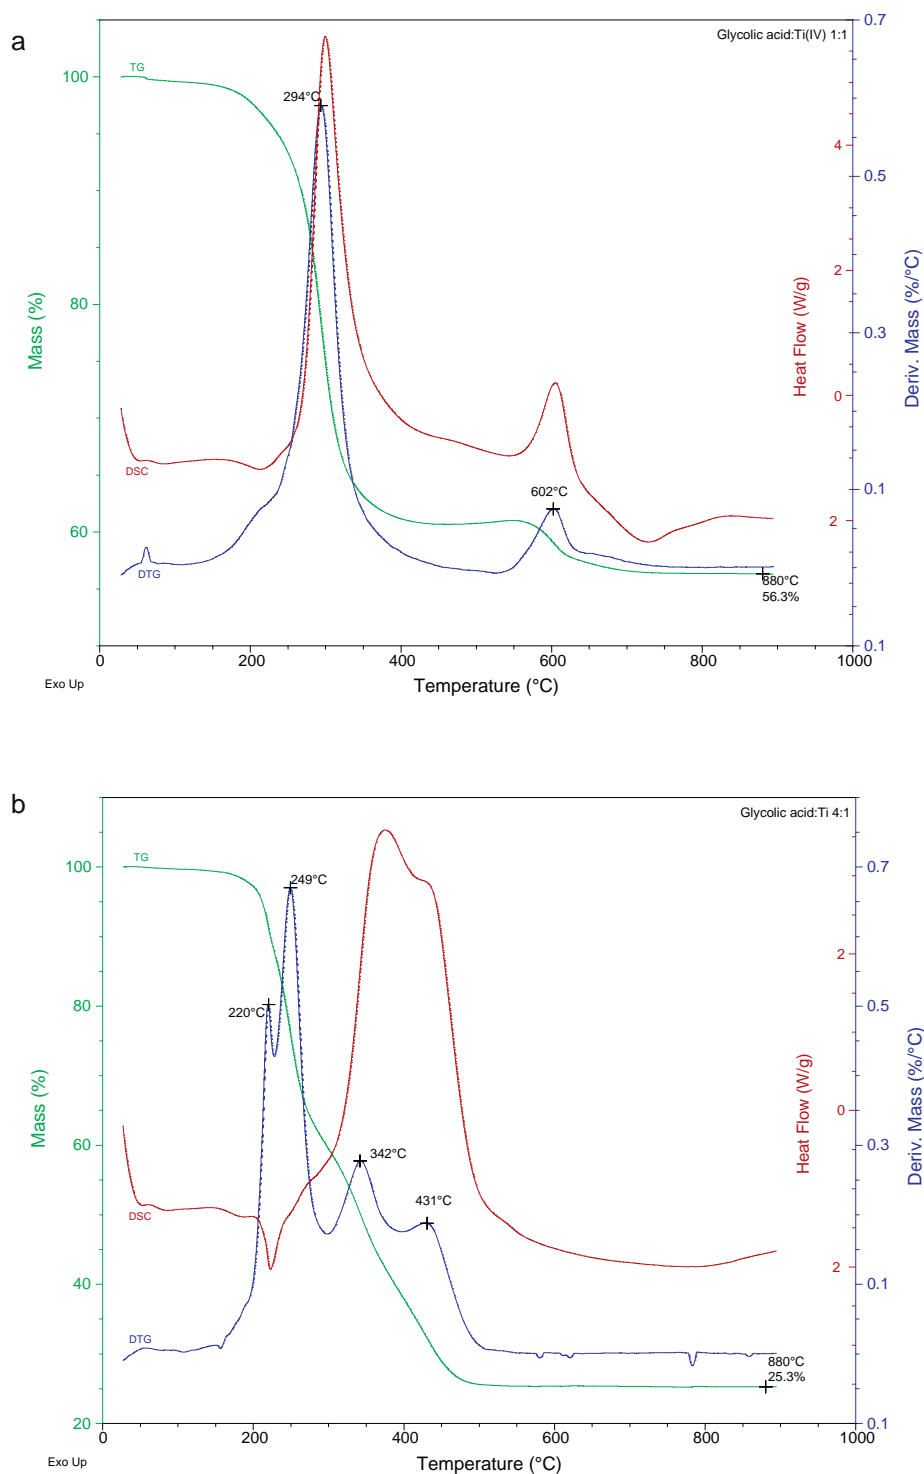 a
Glycolic acid:Ti(IV) 1:1
TG
294°C
DSC
DTG
602°C
880°C
56.3%
100
80
60
Mass (%)
4
2
0
2
Heat Flow (W/g)
0.7
0.5
0.3
0.1
0.1
Deriv. Mass (%/°C)
0
200
400
600
800
1000
Exo Up
Temperature (°C)
b
Glycolic acid:Ti 4:1
TG
249°C
220°C
342°C
431°C
DSC
DTG
880°C
25.3%
100
80
60
40
20
Mass (%)
2
0
2
Heat Flow (W/g)
0.7
0.5
0.3
0.1
0.1
Deriv. Mass (%/°C)
0
200
400
600
800
1000
Exo Up
Temperature (°C)